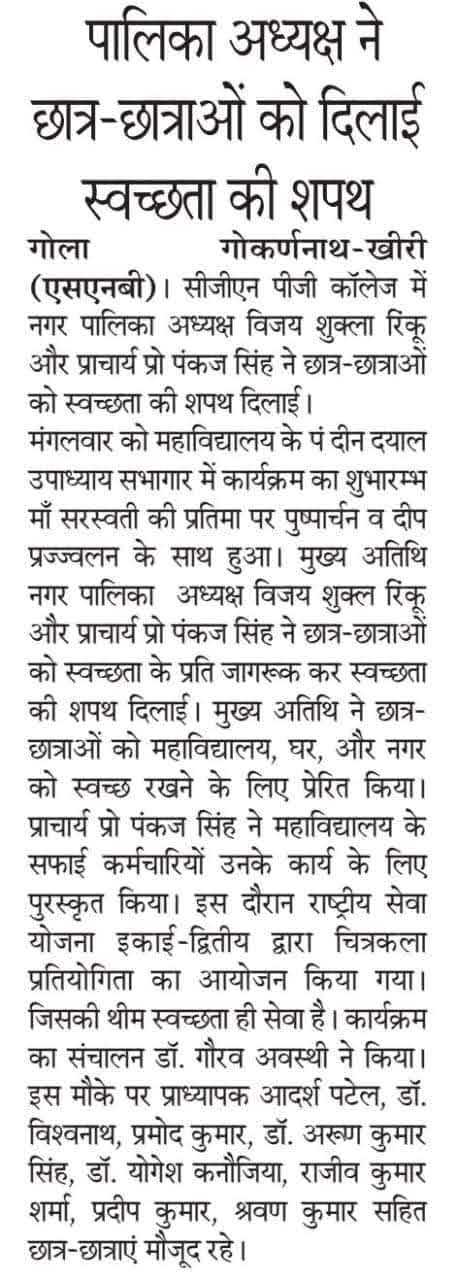 पालिका अध्यक्ष ने
छात्र-छात्राओं को दिलाई
स्वच्छता की शपथ
गोला गोकर्णनाथ-खीरी
(एसएनबी)। सीजीएन पीजी कॉलेज में
नगर पालिका अध्यक्ष विजय शुक्ला रिंकू
और प्राचार्य प्रो पंकज सिंह ने छात्र-छात्राओं
को स्वच्छता की शपथ दिलाई।
मंगलवार को महाविद्यालय के पं दीन दयाल
उपाध्याय सभागार में कार्यक्रम का शुभारम्भ
माँ सरस्वती की प्रतिमा पर पुष्पार्चन व दीप
प्रज्ज्वलन के साथ हुआ। मुख्य अतिथि
नगर पालिका अध्यक्ष विजय शुक्ल रिंकू
और प्राचार्य प्रो पंकज सिंह ने छात्र-छात्राओं
को स्वच्छता के प्रति जागरूक कर स्वच्छता
की शपथ दिलाई। मुख्य अतिथि ने छात्र-
छात्राओं को महाविद्यालय, घर, और नगर
को स्वच्छ रखने के लिए प्रेरित किया।
प्राचार्य प्रो पंकज सिंह ने महाविद्यालय के
सफाई कर्मचारियों उनके कार्य के लिए
पुरस्कृत किया। इस दौरान राष्ट्रीय सेवा
योजना इकाई-द्वितीय द्वारा चित्रकला
प्रतियोगिता का आयोजन किया गया।
जिसकी थीम स्वच्छता ही सेवा है। कार्यक्रम
का संचालन डॉ. गौरव अवस्थी ने किया।
इस मौके पर प्राध्यापक आदर्श पटेल, डॉ.
विश्वनाथ, प्रमोद कुमार, डॉ. अरूण कुमार
सिंह, डॉ. योगेश कनौजिया, राजीव कुमार
शर्मा, प्रदीप कुमार, श्रवण कुमार सहित
छात्र-छात्राएं मौजूद रहे।